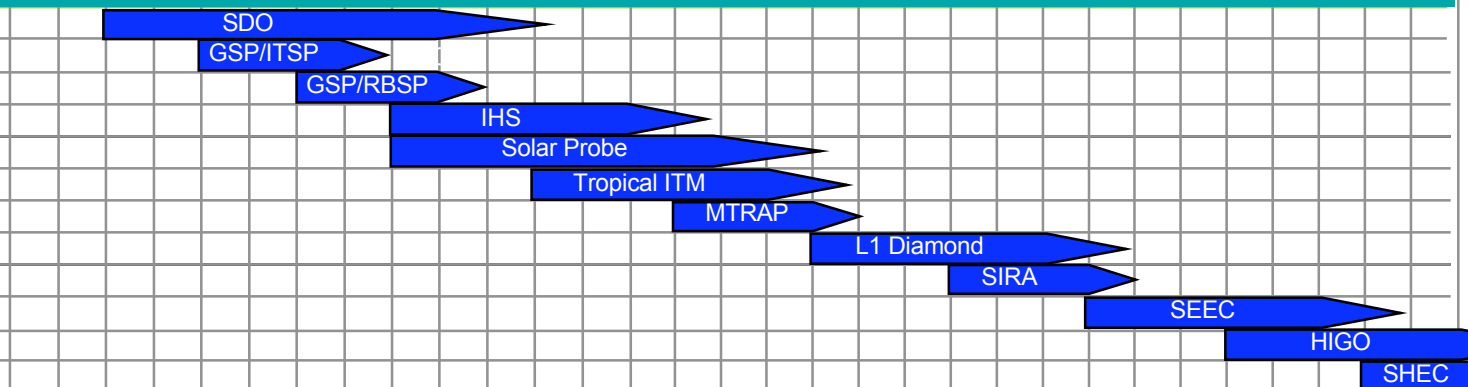 SDO
GSP/ITSP
GSP/RBSP
IHS
Solar Probe
Tropical ITM
MTRAP
L1 Diamond
SIRA
SEEC
HIGO
SHEC